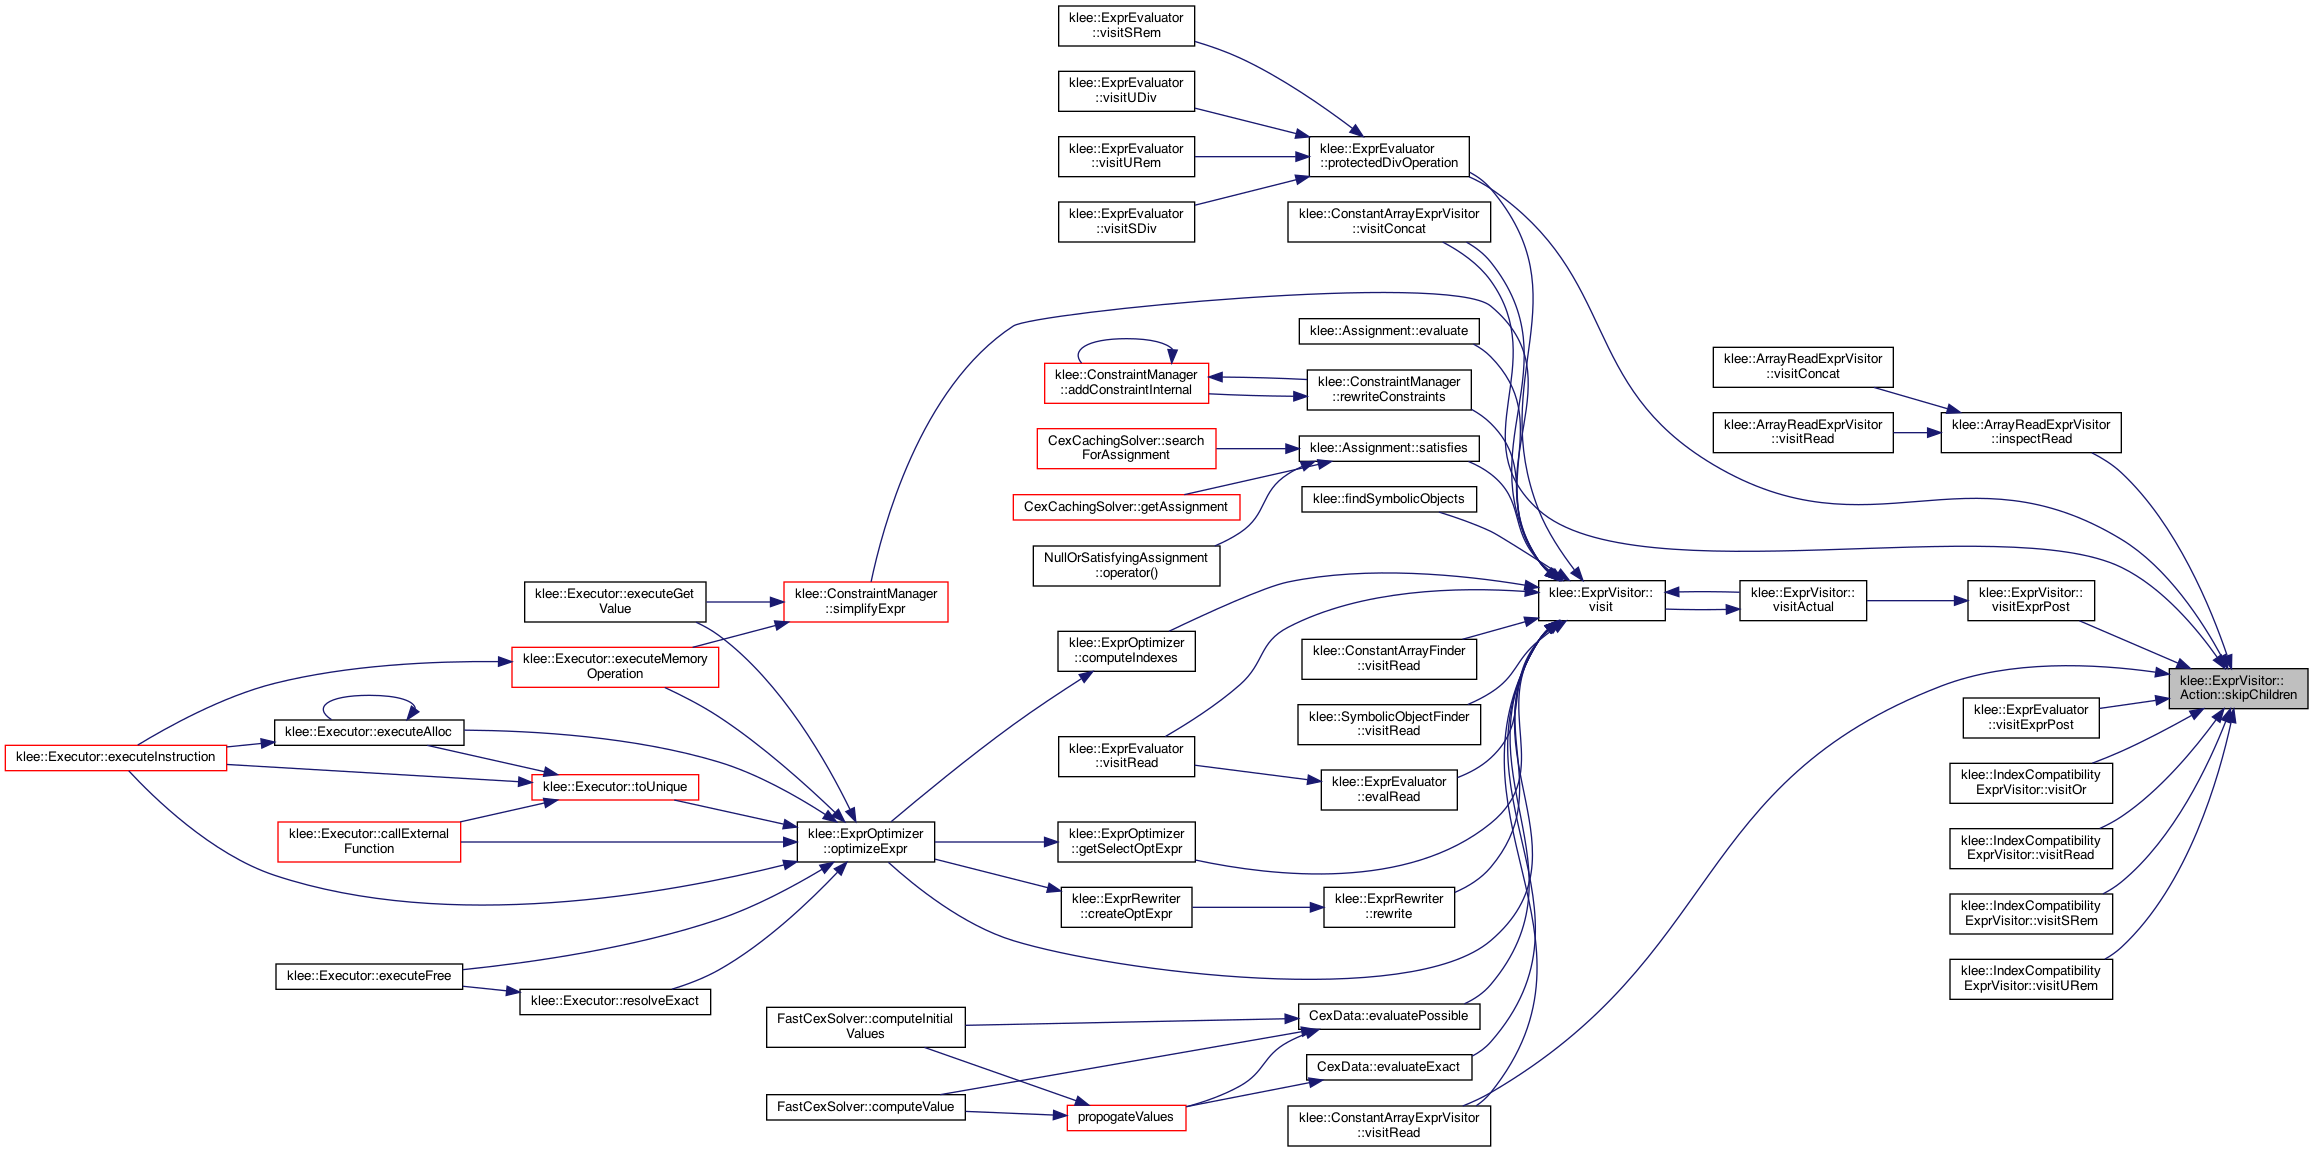 klee::ExprEvaluator
::visitSRem
klee::ExprEvaluator
::visitUDiv
klee::ExprEvaluator
::visitURem
klee::ExprEvaluator
::visitSDiv
klee::ExprEvaluator
::protectedDivOperation
klee::ConstantArrayExprVisitor
::visitConcat
klee::Assignment::evaluate
klee::ConstraintManager
::addConstraintInternal
klee::ConstraintManager
::rewriteConstraints
CexCachingSolver::search
ForAssignment
klee::Assignment::satisfies
CexCachingSolver::getAssignment
klee::findSymbolicObjects
NullOrSatisfyingAssignment
::operator()
klee::ArrayReadExprVisitor
::visitConcat
klee::ArrayReadExprVisitor
::visitRead
klee::ArrayReadExprVisitor
::inspectRead
klee::Executor::executeGet
Value
klee::ConstraintManager
::simplifyExpr
klee::ExprVisitor::
visit
klee::ExprVisitor::
visitActual
klee::ExprVisitor::
visitExprPost
klee::Executor::executeMemory
Operation
klee::ExprOptimizer
::computeIndexes
klee::ConstantArrayFinder
::visitRead
klee::ExprVisitor::
Action::skipChildren
klee::Executor::executeAlloc
klee::SymbolicObjectFinder
::visitRead
klee::ExprEvaluator
::visitExprPost
klee::Executor::executeInstruction
klee::ExprEvaluator
::visitRead
klee::Executor::toUnique
klee::ExprEvaluator
::evalRead
klee::IndexCompatibility
ExprVisitor::visitOr
klee::Executor::callExternal
Function
klee::ExprOptimizer
::optimizeExpr
klee::ExprOptimizer
::getSelectOptExpr
klee::IndexCompatibility
ExprVisitor::visitRead
klee::ExprRewriter
::createOptExpr
klee::ExprRewriter
::rewrite
klee::IndexCompatibility
ExprVisitor::visitSRem
klee::Executor::executeFree
klee::Executor::resolveExact
klee::IndexCompatibility
ExprVisitor::visitURem
FastCexSolver::computeInitial
Values
CexData::evaluatePossible
CexData::evaluateExact
FastCexSolver::computeValue
propogateValues
klee::ConstantArrayExprVisitor
::visitRead